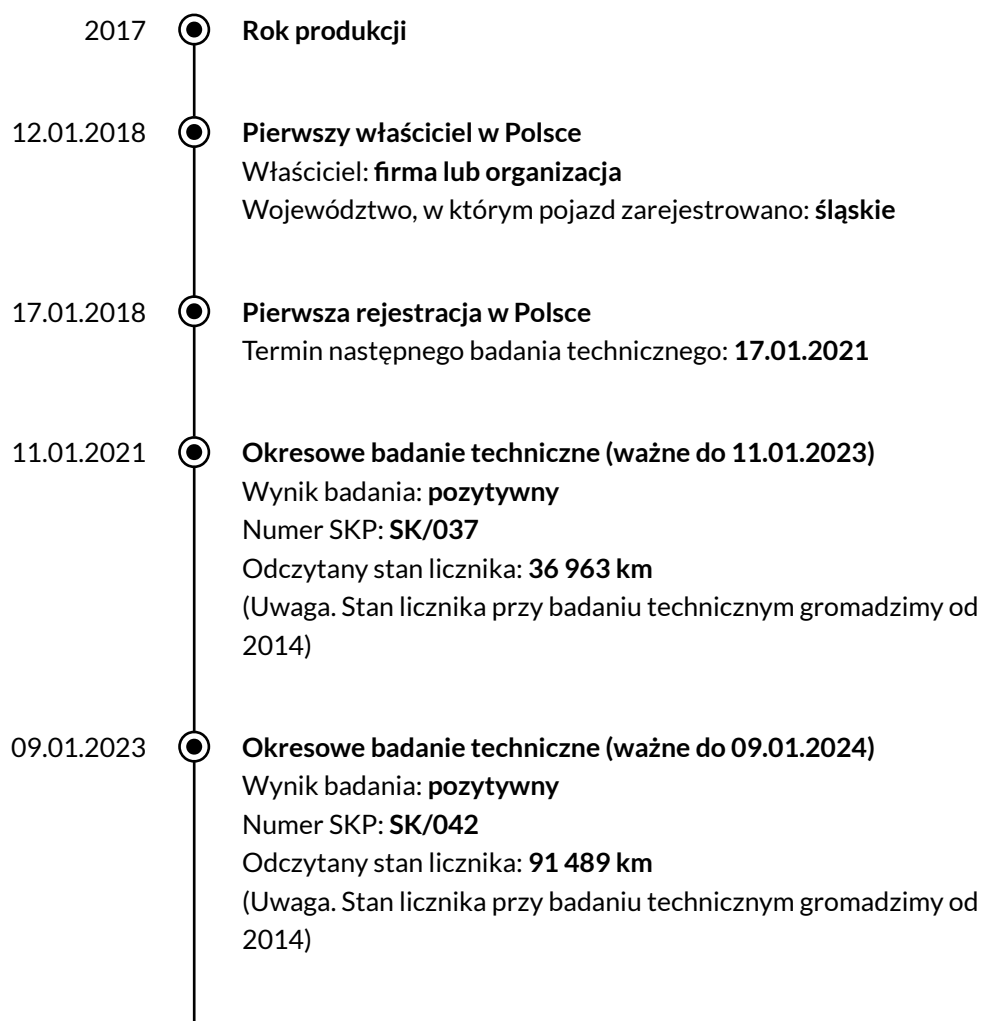 2017 Rok produkcji
12.01.2018 Pierwszy właściciel w Polsce
Właściciel: firma lub organizacja
Województwo, w którym pojazd zarejestrowano: śląskie
17.01.2018 Pierwsza rejestracja w Polsce
Termin następnego badania technicznego: 17.01.2021
11.01.2021 Okresowe badanie techniczne (ważne do 11.01.2023)
Wynik badania: pozytywny
Numer SKP: SK/037
Odczytany stan licznika: 36 963 km
(Uwaga. Stan licznika przy badaniu technicznym gromadzimy od
2014)
09.01.2023 Okresowe badanie techniczne (ważne do 09.01.2024)
Wynik badania: pozytywny
Numer SKP: SK/042
Odczytany stan licznika: 91 489 km
(Uwaga. Stan licznika przy badaniu technicznym gromadzimy od
2014)